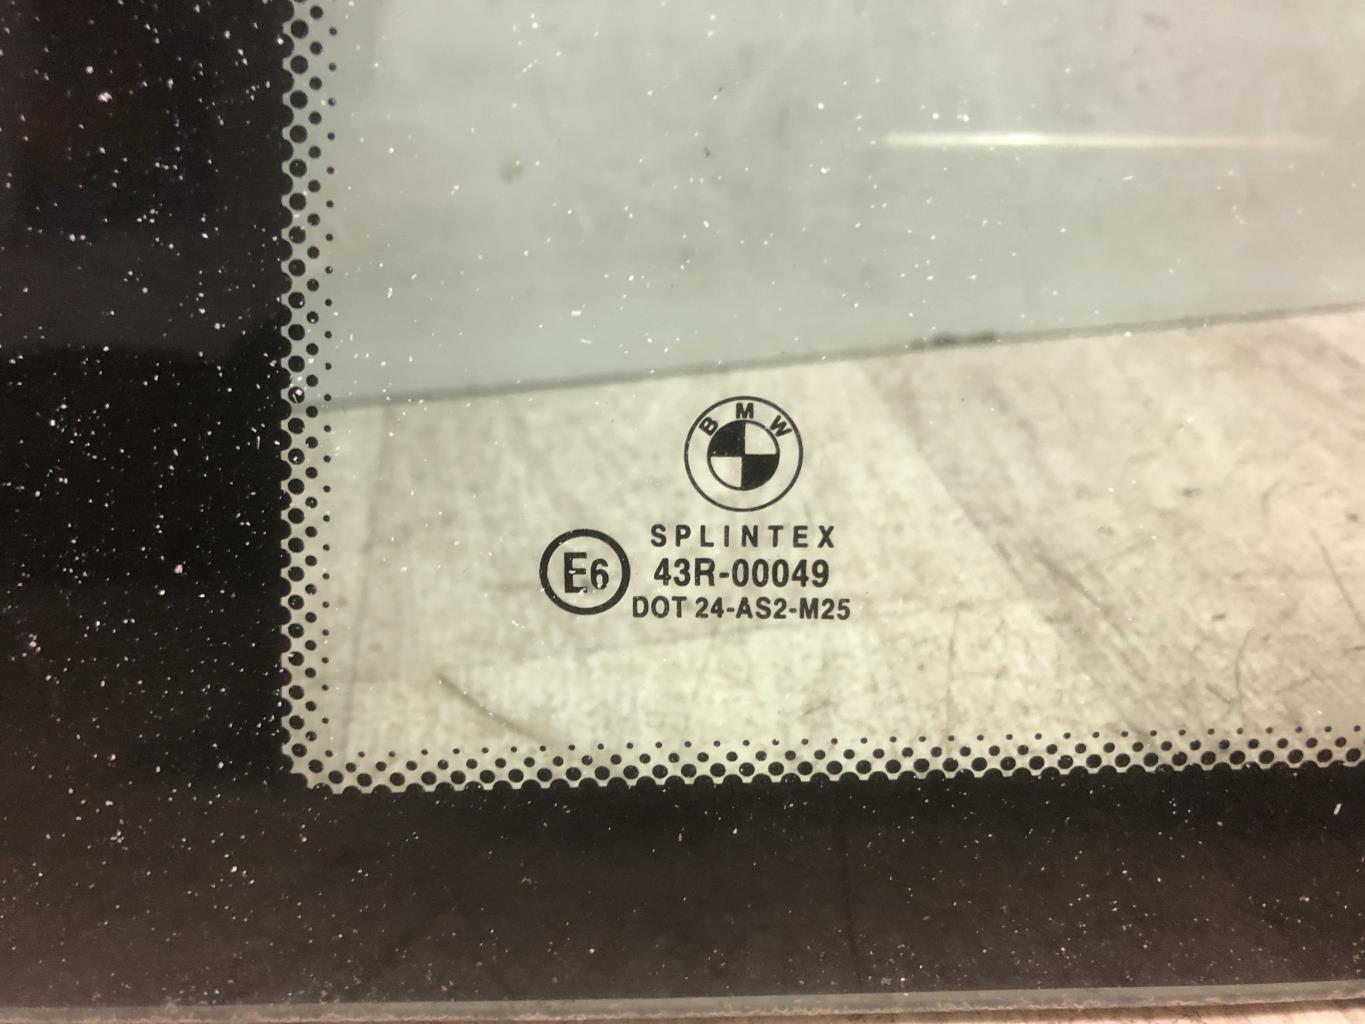 BMW
SPLINTEX
E6
43R-00049
DOT 24-AS2-M25